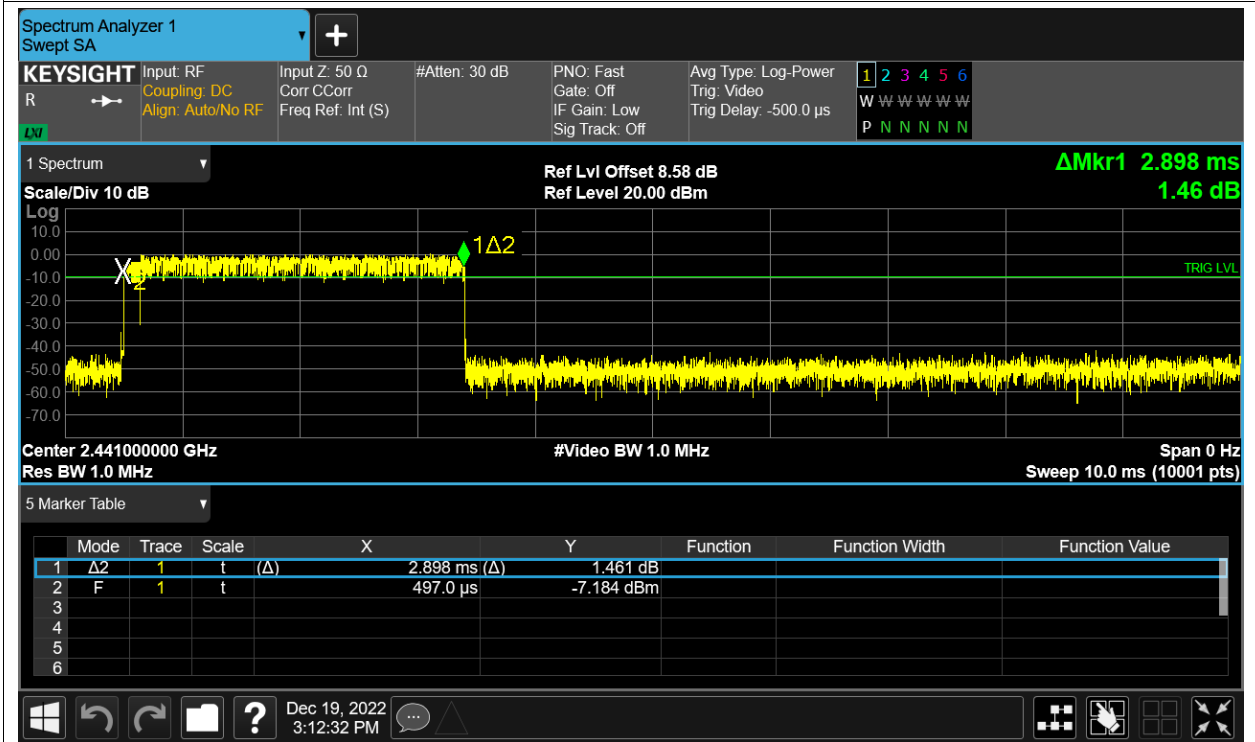 Spectrum Analyzer 1
Swept SA
+
KEYSIGHT Input: RF Input Z: 50 Ω #Atten: 30 dB PNO: Fast Avg Type: Log-Power 1 2 3 4 5 6
R Coupling: DC Corr CCorr Gate: Off Trig: Video W W W W W W
Align: Auto/No RF Freq Ref: Int (S) IF Gain: Low Trig Delay: -500.0 µs
LXI Sig Track: Off P N N N N N
1 Spectrum Ref Lvl Offset 8.58 dB ΔMkr1 2.898 ms
Scale/Div 10 dB Ref Level 20.00 dBm 1.46 dB
Log
10.0
0.00 1Δ2
-10.0 X2 TRIG LVL
-20.0
-30.0
-40.0
-50.0
-60.0
-70.0
Center 2.441000000 GHz #Video BW 1.0 MHz Span 0 Hz
Res BW 1.0 MHz Sweep 10.0 ms (10001 pts)
5 Marker Table
Mode Trace Scale X Y Function Function Width Function Value
1 Δ2 1 t (Δ) 2.898 ms (Δ) 1.461 dB
2 F 1 t 497.0 µs -7.184 dBm
3
4
5
6
? Dec 19, 2022
3:12:32 PM